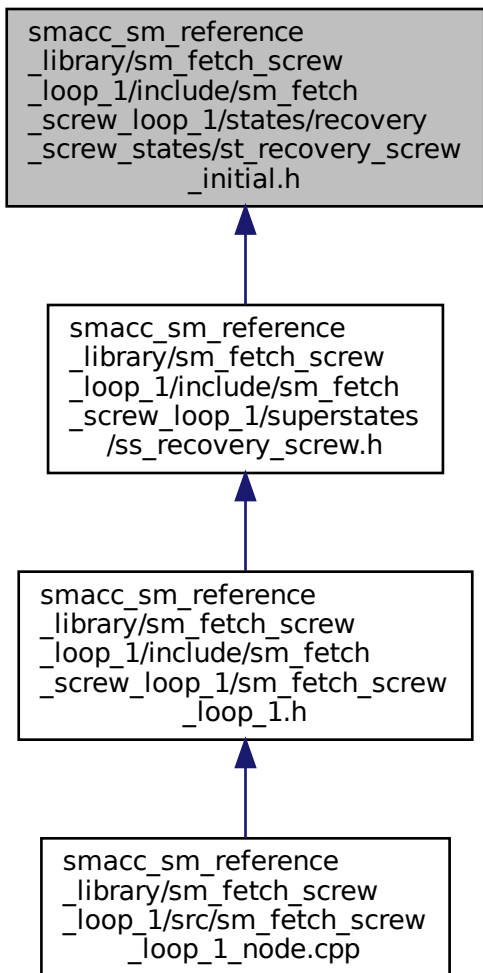 smacc_sm_reference
_library/sm_fetch_screw
_loop_1/include/sm_fetch
_screw_loop_1/states/recovery
_screw_states/st_recovery_screw
_initial.h
smacc_sm_reference
_library/sm_fetch_screw
_loop_1/include/sm_fetch
_screw_loop_1/superstates
/ss_recovery_screw.h
smacc_sm_reference
_library/sm_fetch_screw
_loop_1/include/sm_fetch
_screw_loop_1/sm_fetch_screw
_loop_1.h
smacc_sm_reference
_library/sm_fetch_screw
_loop_1/src/sm_fetch_screw
_loop_1_node.cpp